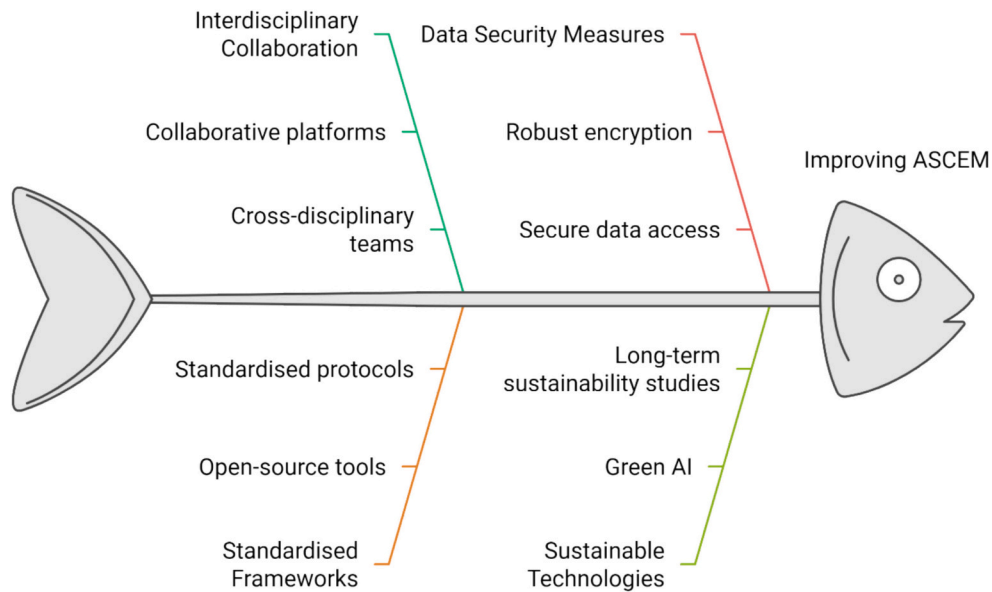 Interdisciplinary
Collaboration
Collaborative platforms
Cross-disciplinary
teams
Data Security Measures
Robust encryption
Secure data access
Improving ASCEM
Standardised protocols
Open-source tools
Standardised
Frameworks
Long-term
sustainability studies
Green AI
Sustainable
Technologies